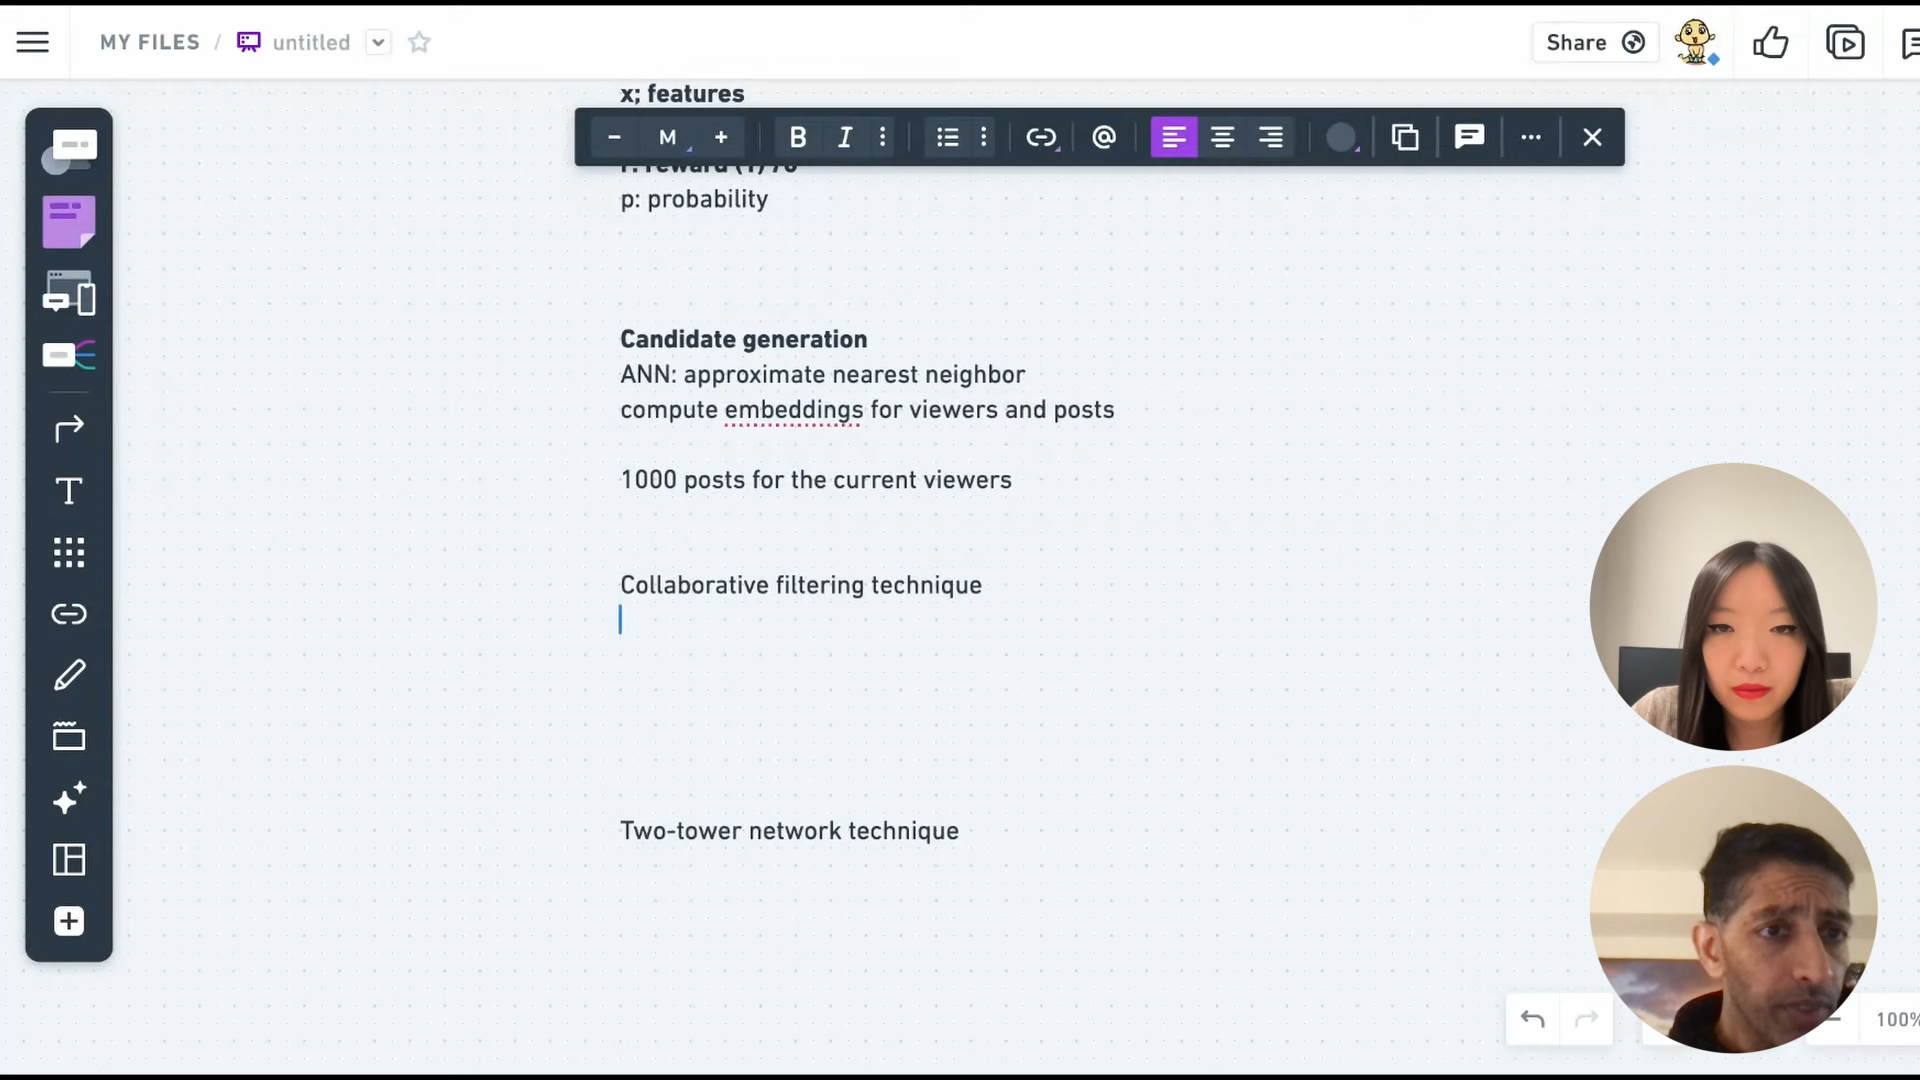 MY FILES / untitled
Share
x; features
M
B I
@
p: probability
Candidate generation
ANN: approximate nearest neighbor
compute embeddings for viewers and posts
1000 posts for the current viewers
Collaborative filtering technique
Two-tower network technique
100%